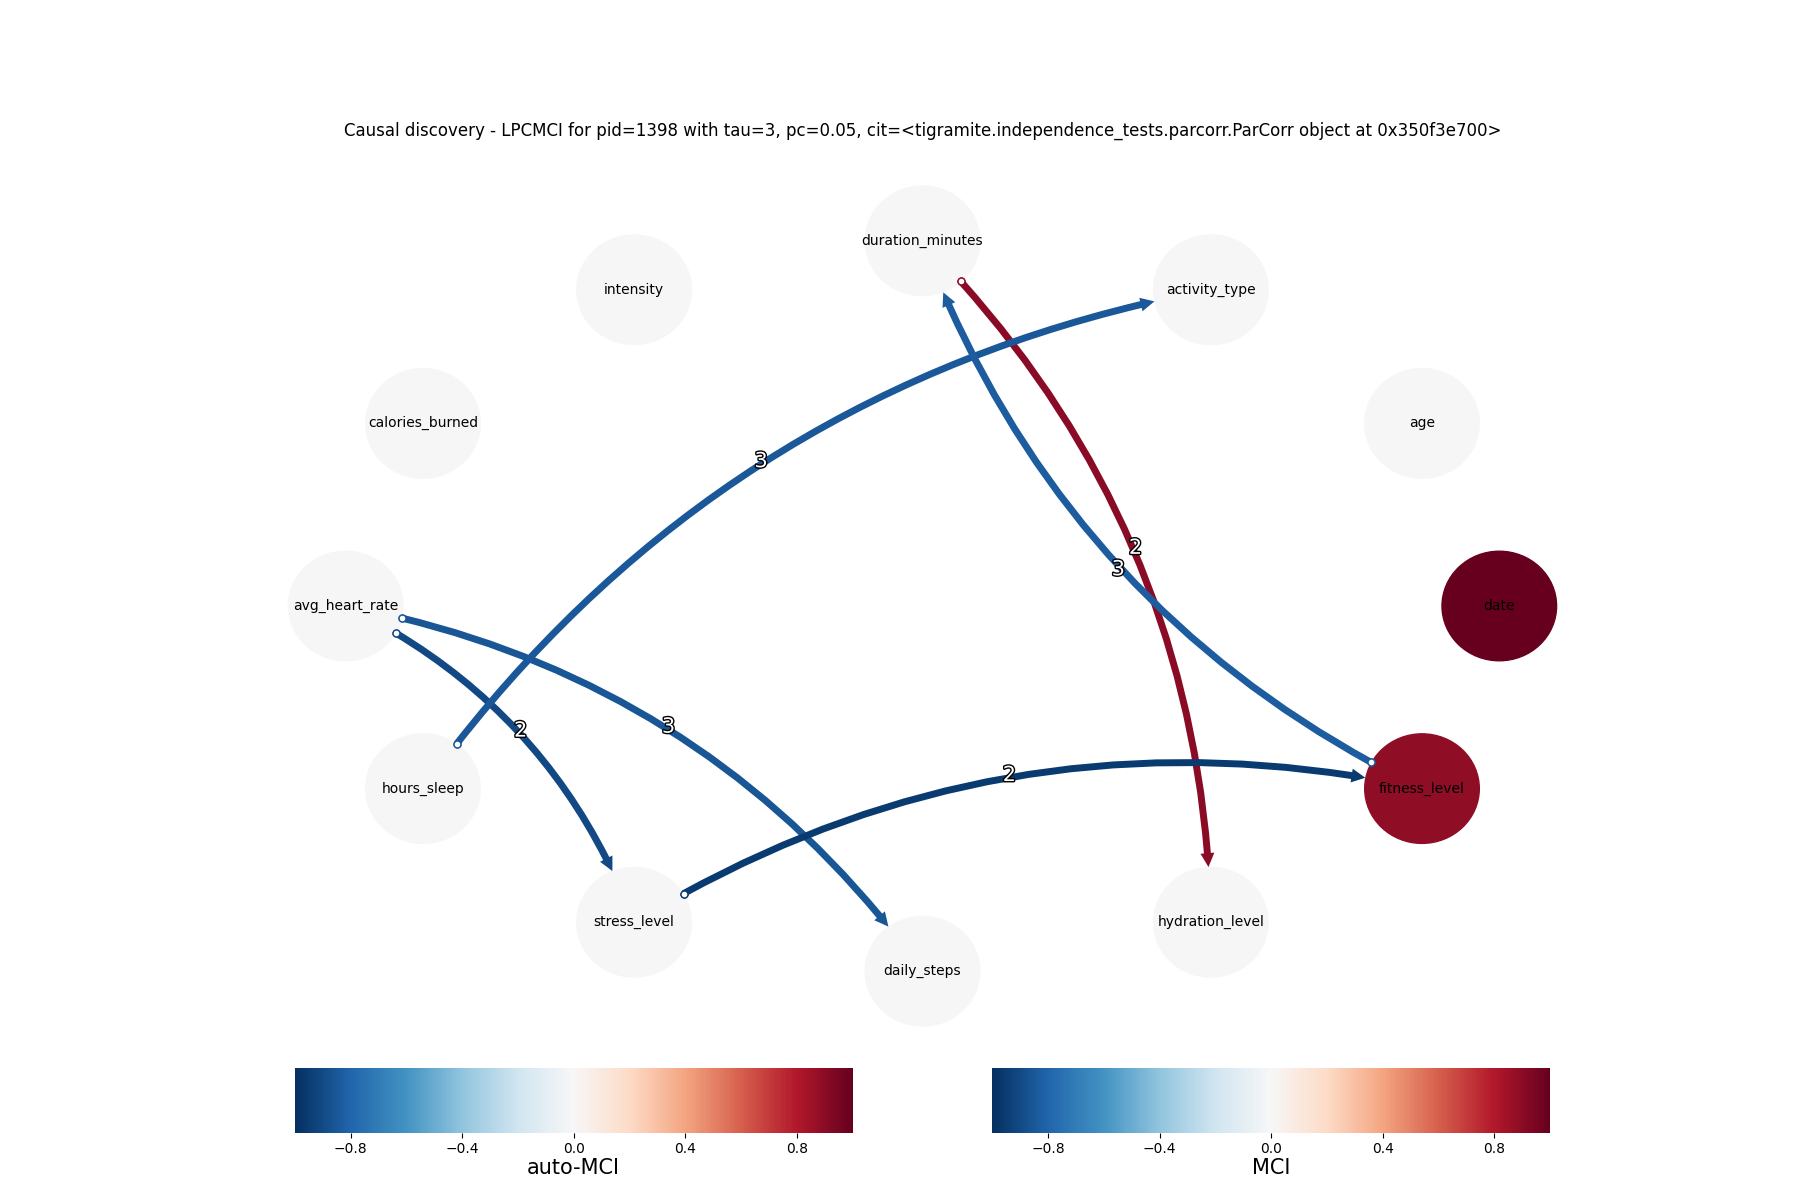 Causal discovery - LPCMCI for pid=1398 with tau=3, pc=0.05, cit=<tigramite.independence_tests.parcorr.ParCorr object at 0x350f3e700>
duration_minutes
intensity
activity_type
calories_burned
age
3
2
3
avg_heart_rate
date
2
3
2
hours_sleep
fitness_level
stress_level
hydration_level
daily_steps
−0.8 −0.4 0.0 0.4 0.8
auto-MCI
−0.8 −0.4 0.0 0.4 0.8
MCI